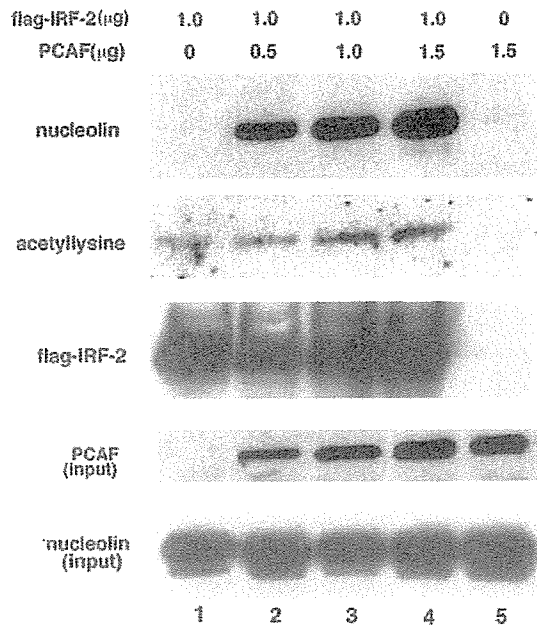 flag-IRF-2(μg) 1.0 1.0 1.0 1.0 0
PCAF(μg) 0 0.5 1.0 1.5 1.5
nucleolin
acetyllysine
flag-IRF-2
PCAF
(input)
nucleolin
(input)
1 2 3 4 5